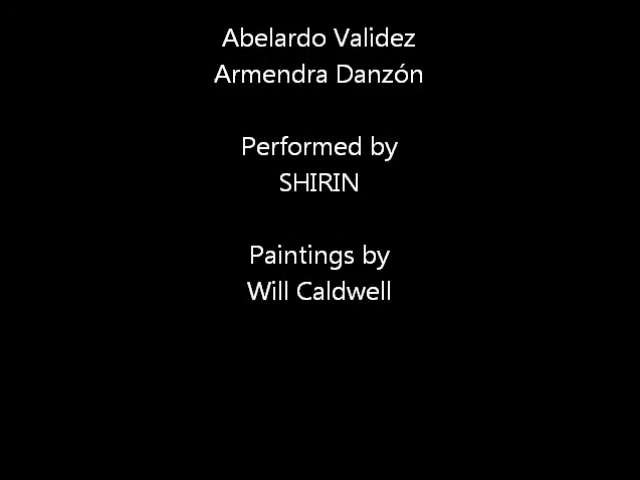 Abelardo Validez
Armendra Danzón
Performed by
SHIRIN
Paintings by
Will Caldwell